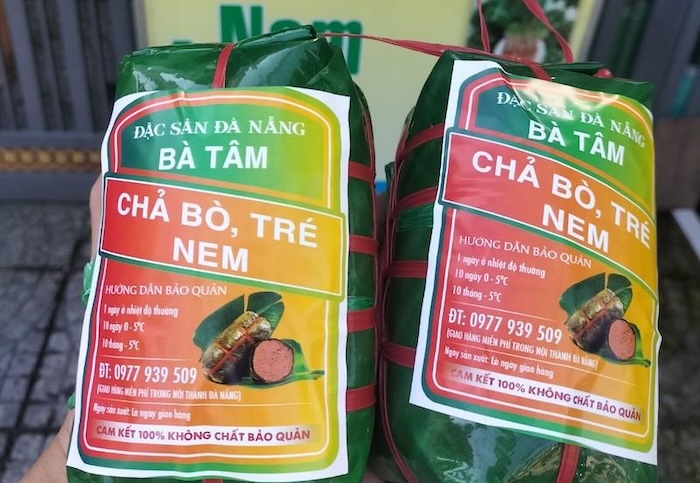 Nem
ĐẶC SẢN ĐÀ NẴNG
BÀ TÂM
CHẢ BÒ, TRÉ
NEM
HƯỚNG DẪN BẢO QUẢN
1 ngày ở nhiệt độ thường
10 ngày 0 - 5°C
10 tháng - 5°C
ĐT: 0977 939 509
(GIAO HÀNG MIỄN PHÍ TRONG NỘI THÀNH ĐÀ NẴNG)
Ngày sản xuất: Là ngày giao hàng
CAM KẾT 100% KHÔNG CHẤT BẢO QUẢN
ĐẶC SẢN ĐÀ NẴNG
BÀ TÂM
CHẢ BÒ, TRÉ
NEM
HƯỚNG DẪN BẢO QUẢN
1 ngày ở nhiệt độ thường
10 ngày 0 - 5°C
10 tháng - 5°C
ĐT: 0977 939 509
(GIAO HÀNG MIỄN PHÍ TRONG NỘI THÀNH ĐÀ NẴNG)
Ngày sản xuất: Là ngày giao hàng
CAM KẾT 100% KHÔNG CHẤT BẢO QUẢN